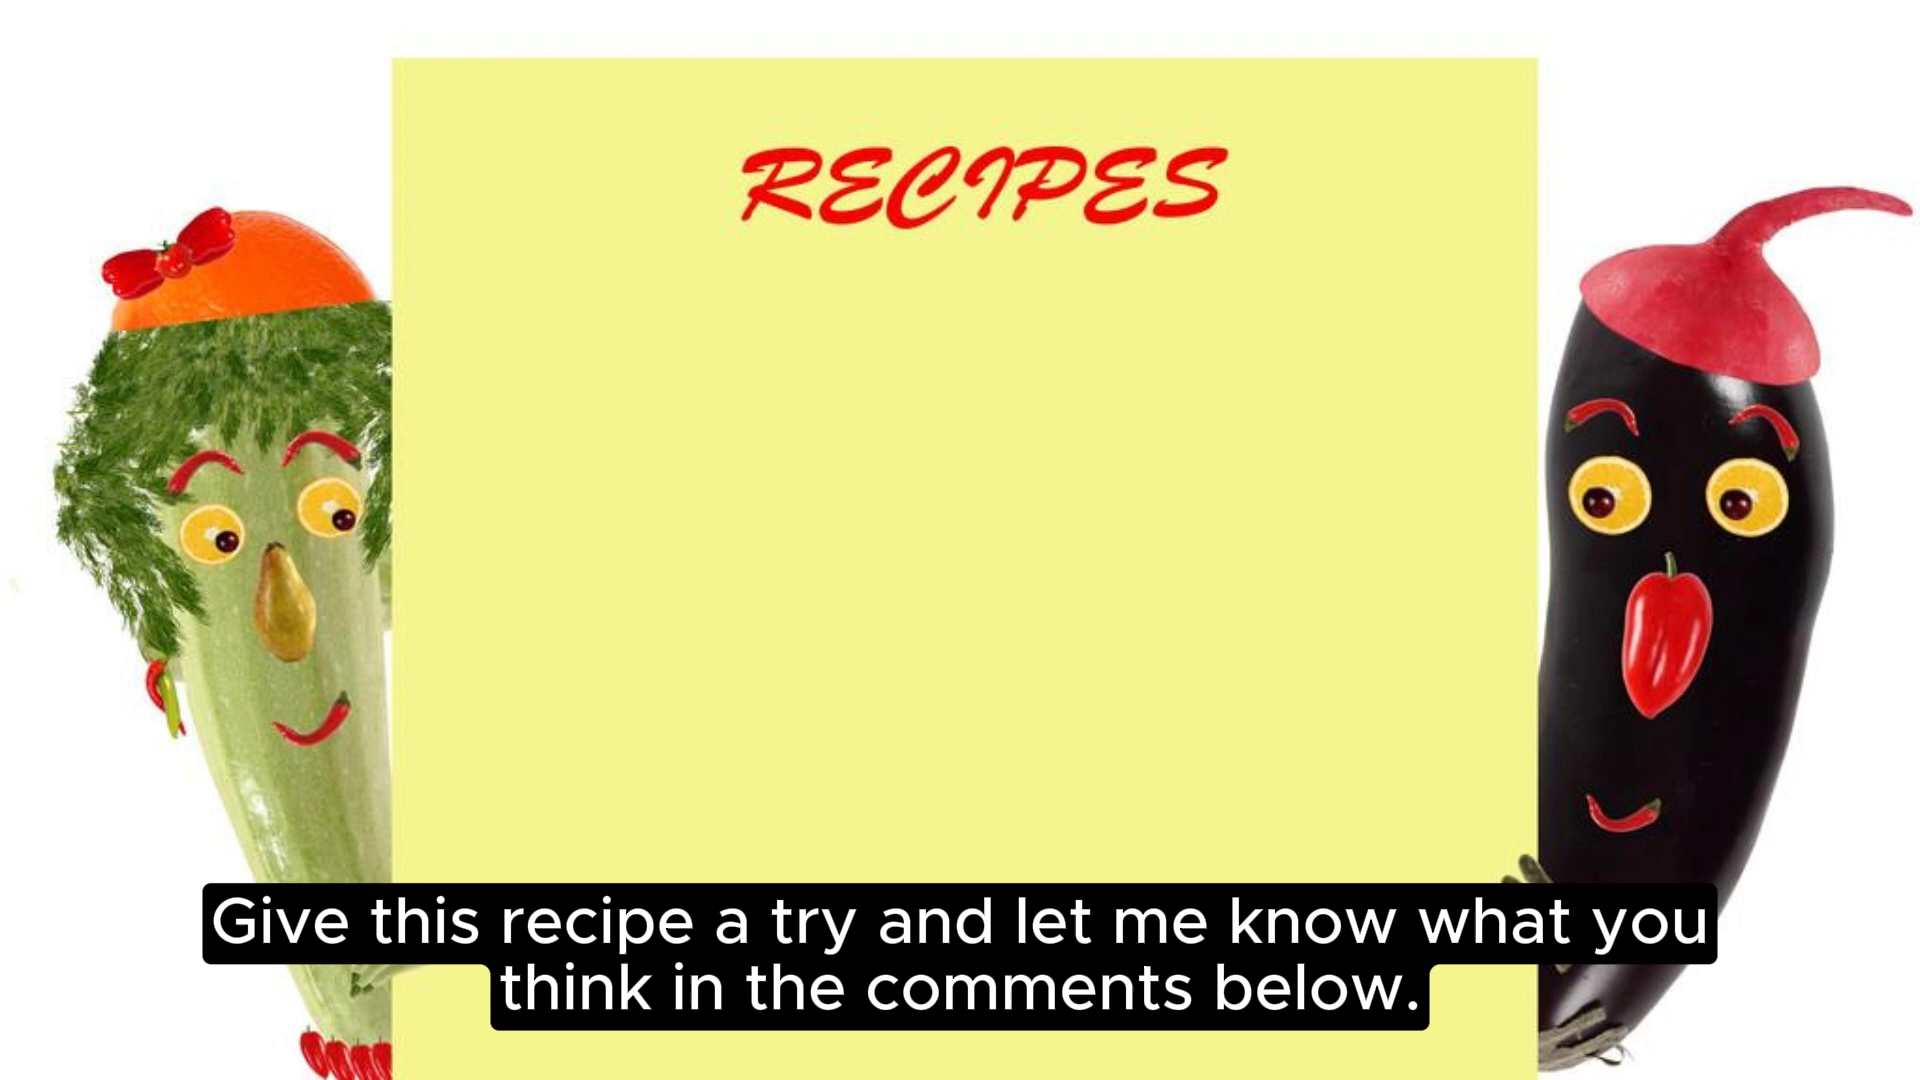 RECIPES
Give this recipe a try and let me know what you
think in the comments below.